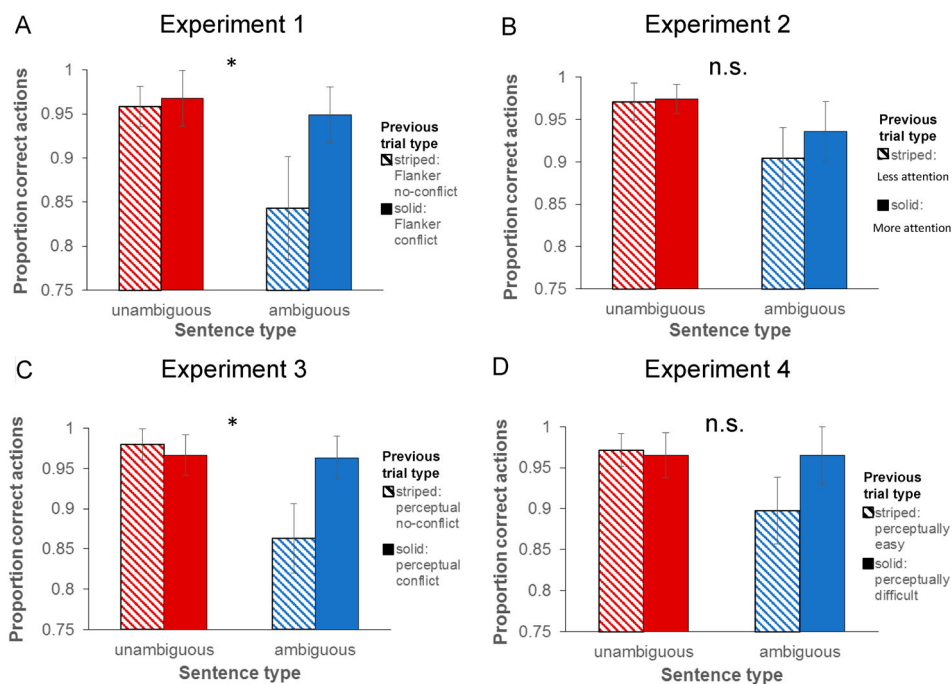 A
Experiment 1
*
Proportion correct actions
1
0.95
0.9
0.85
0.8
0.75
unambiguous
ambiguous
Sentence type
Previous
trial type
striped:
Flanker
no-conflict
solid:
Flanker
conflict
B
Experiment 2
n.s.
Proportion correct actions
1
0.95
0.9
0.85
0.8
0.75
unambiguous
ambiguous
Sentence type
Previous
trial type
striped:
Less attention
solid:
More attention
C
Experiment 3
*
Proportion correct actions
1
0.95
0.9
0.85
0.8
0.75
unambiguous
ambiguous
Sentence type
Previous
trial type
striped:
perceptual
no-conflict
solid:
perceptual
conflict
D
Experiment 4
n.s.
Proportion correct actions
1
0.95
0.9
0.85
0.8
0.75
unambiguous
ambiguous
Sentence type
Previous
trial type
striped:
perceptually
easy
solid:
perceptually
difficult